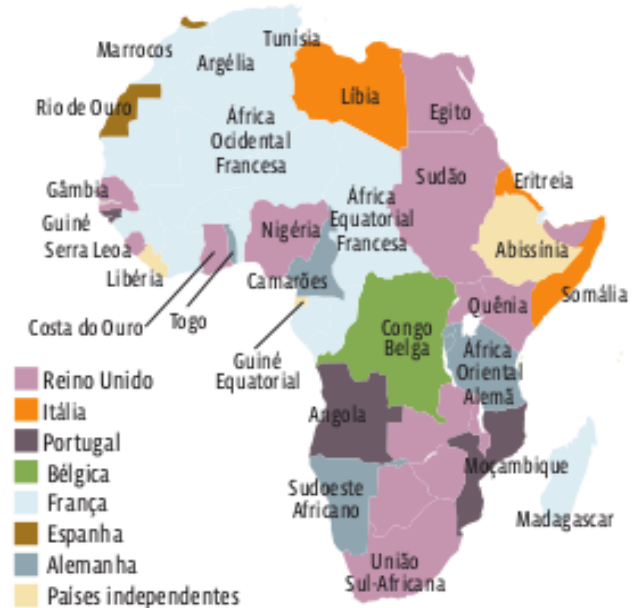 Marrocos
Tunísia
Argélia
Líbia
Egito
Rio de Ouro
África
Ocidental
Francesa
Sudão
Eritreia
Gâmbia
Guiné
Serra Leoa
Libéria
Nigéria
África
Equatorial
Francesa
Abissínia
Camarões
Costa do Ouro
Togo
Guiné
Equatorial
Quênia
Somália
Congo
Belga
África
Oriental
Alemã
Angola
Moçambique
Madagascar
Sudoeste
Africano
União
Sul-Africana
Reino Unido
Itália
Portugal
Bélgica
França
Espanha
Alemanha
Países independentes